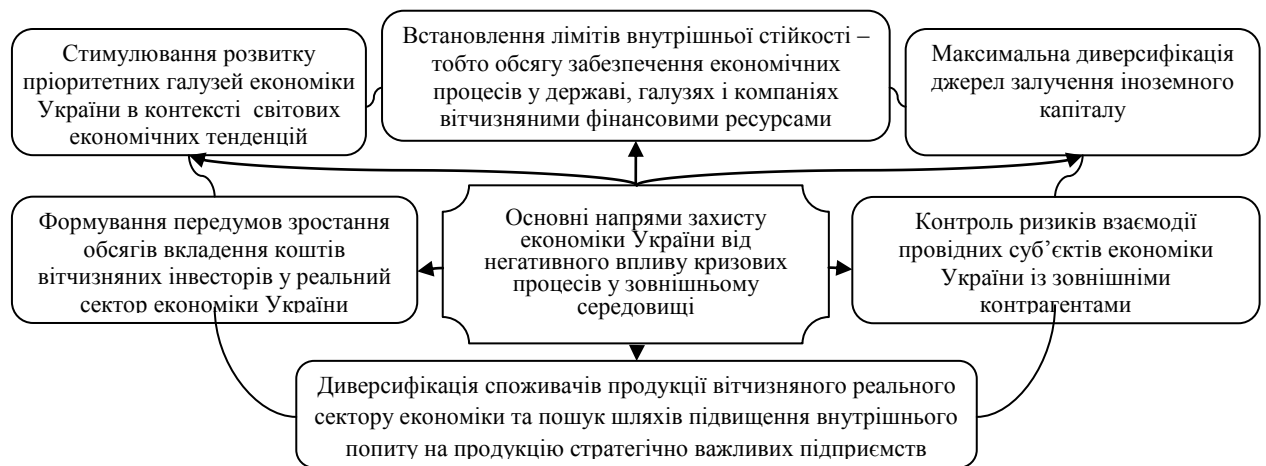 Стимулювання розвитку
пріоритетних галузей економіки
України в контексті світових
економічних тенденцій
Встановлення лімітів внутрішньої стійкості –
тобто обсягу забезпечення економічних
процесів у державі, галузях і компаніях
вітчизняними фінансовими ресурсами
Максимальна диверсифікація
джерел залучення іноземного
капіталу
Формування передумов зростання
обсягів вкладення коштів
вітчизняних інвесторів у реальний
сектор економіки України
Основні напрями захисту
економіки України від
негативного впливу кризових
процесів у зовнішньому
середовищі
Контроль ризиків взаємодії
провідних суб’єктів економіки
України із зовнішніми
контрагентами
Диверсифікація споживачів продукції вітчизняного реального
сектору економіки та пошук шляхів підвищення внутрішнього
попиту на продукцію стратегічно важливих підприємств